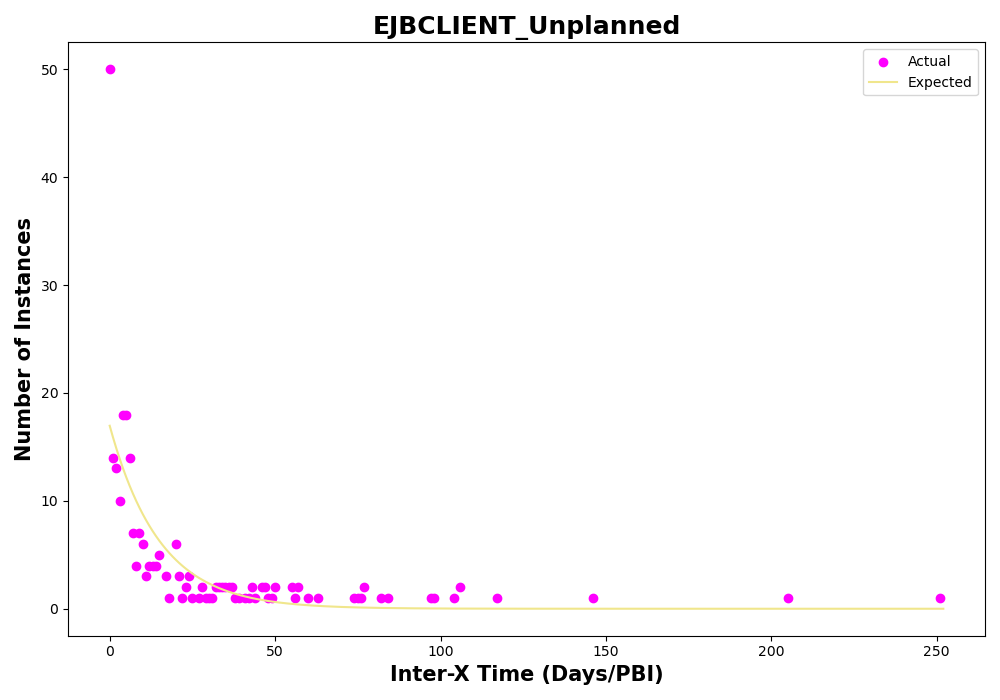 EJBCLIENT_Unplanned
Actual
Expected
50
40
30
20
10
0
Number of Instances
0 50 100 150 200 250
Inter-X Time (Days/PBI)